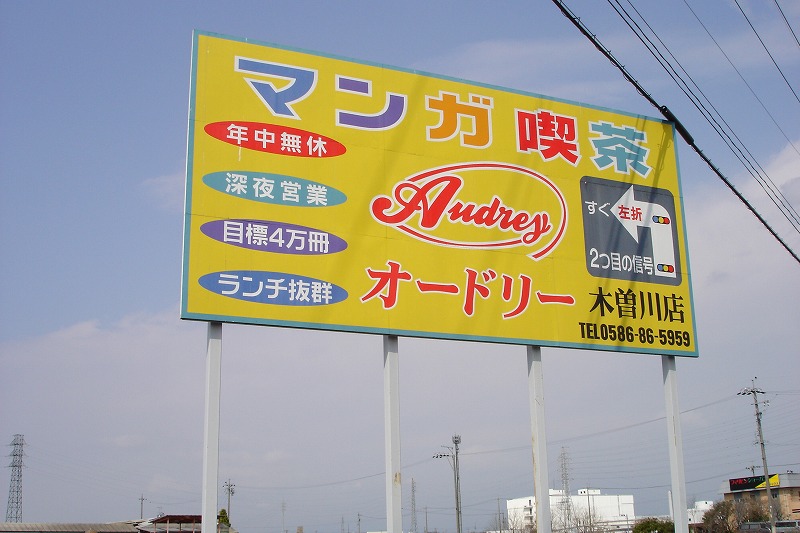 マンガ喫茶
年中無休
深夜営業
目標4万冊
ランチ抜群
Audrey
オードリー
すぐ左折
2つ目の信号
木曽川店
TEL0586-86-5959